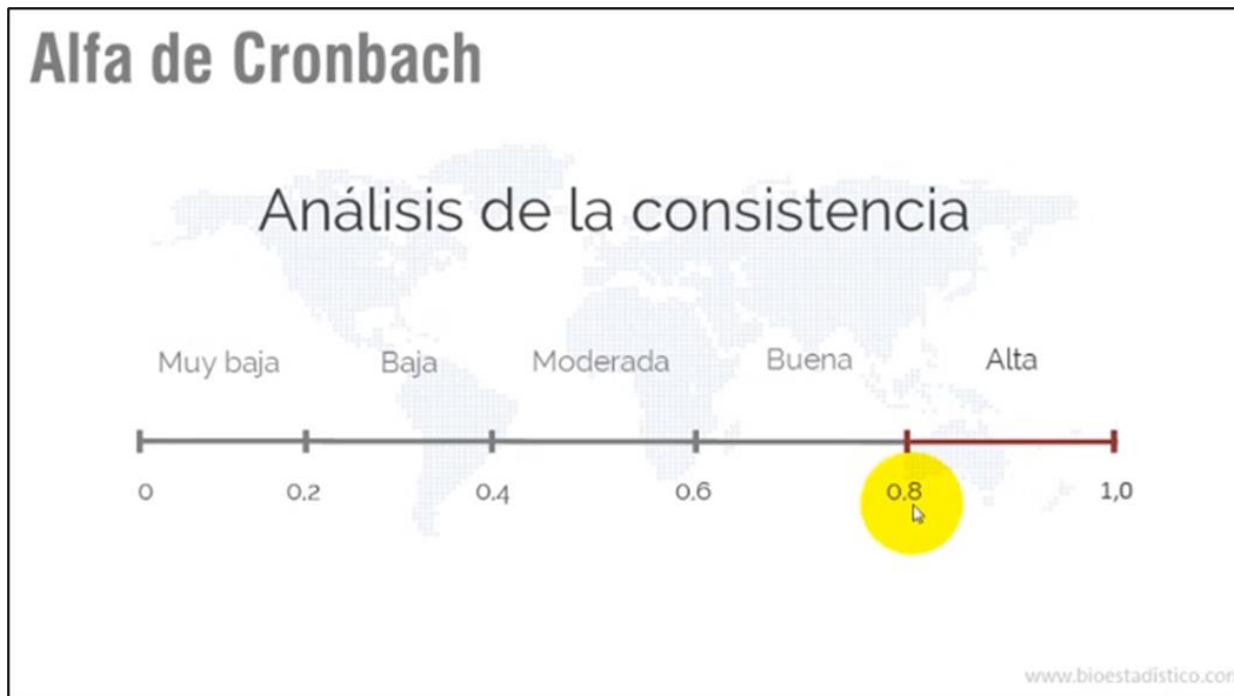 Alfa de Cronbach
Análisis de la consistencia
Muy baja Baja Moderada Buena Alta
0 0.2 0.4 0.6 0.8 1,0
www.bioestadistico.com